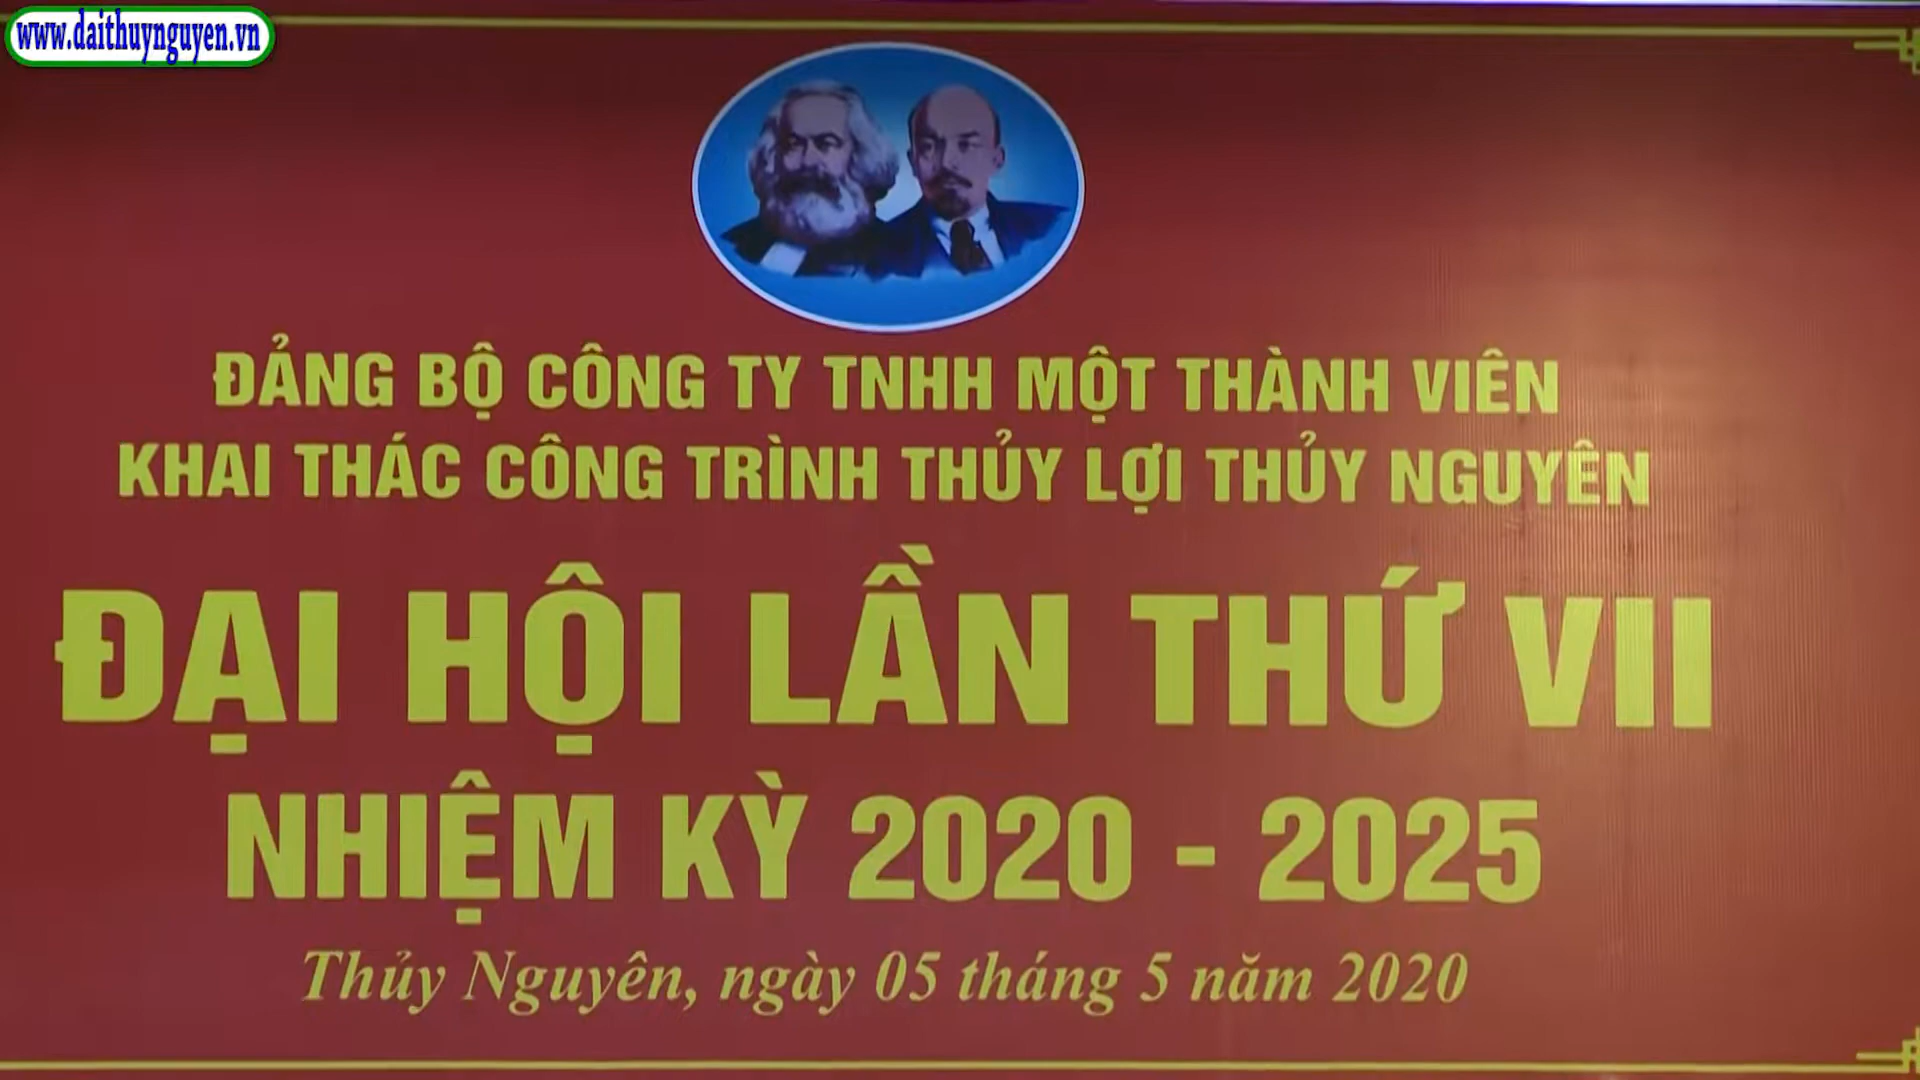 www.daithuynguyen.vn
ĐẢNG BỘ CÔNG TY TNHH MỘT THÀNH VIÊN
KHAI THÁC CÔNG TRÌNH THỦY LỢI THỦY NGUYÊN
ĐẠI HỘI LẦN THỨ VII
NHIỆM KỲ 2020 - 2025
Thủy Nguyên, ngày 05 tháng 5 năm 2020